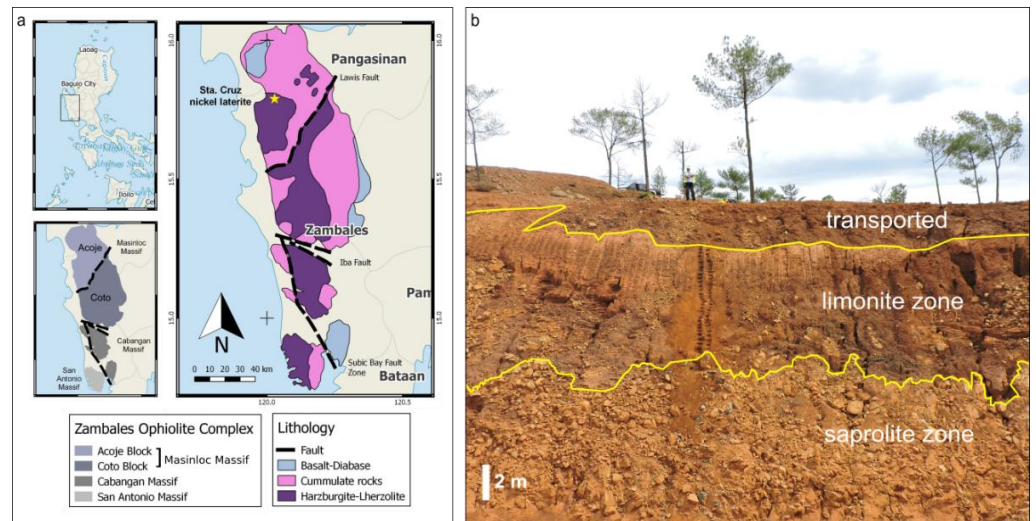 a
Laoag
Baguio City
Iloilo
Acoje
Masinloc
Massif
Coto
Cabangan
Massif
San
Antonio
Massif
16.0
15.5
15.0
Pangasinan
Lawis Fault
Sta. Cruz
nickel laterite
Zambales
Iba Fault
Pam
N
0 10 20 30 40 km
Subic Bay Fault
Zone
Bataan
120.0
120.5
Zambales Ophiolite Complex
Acoje Block
Coto Block
Masinloc Massif
Cabangan Massif
San Antonio Massif
Lithology
Fault
Basalt-Diabase
Cummulate rocks
Harzburgite-Lherzolite
b
transported
limonite zone
saprolite zone
2 m